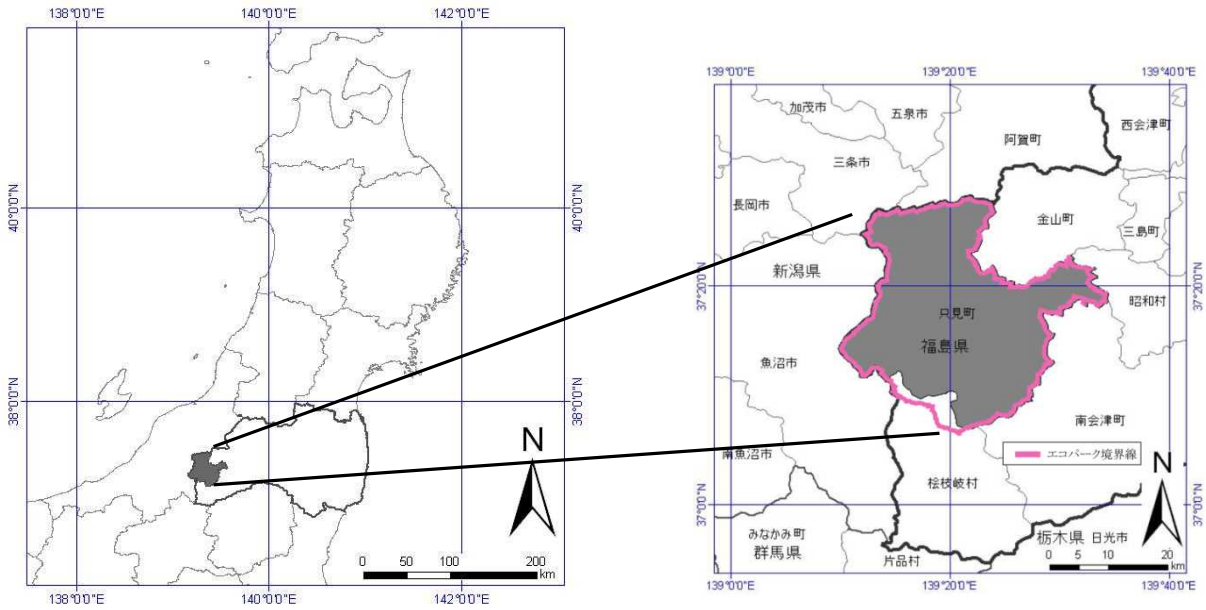 138°0'0"E
140°0'0"E
142°0'0"E
40°0'0"N
40°0'0"N
38°0'0"N
38°0'0"N
N
0 50 100 200
km
138°0'0"E
140°0'0"E
142°0'0"E
139°0'0"E
139°20'0"E
139°40'0"E
加茂市
五泉市
阿賀町
西会津町
三条市
長岡市
金山町
三島町
新潟県
37°20'0"N
37°20'0"N
昭和村
只見町
福島県
魚沼市
南会津町
エコパーク境界線
南魚沼市
N
桧枝岐村
37°0'0"N
37°0'0"N
みなかみ町
群馬県
栃木県 日光市
片品村
0 5 10 20
km
139°0'0"E
139°20'0"E
139°40'0"E